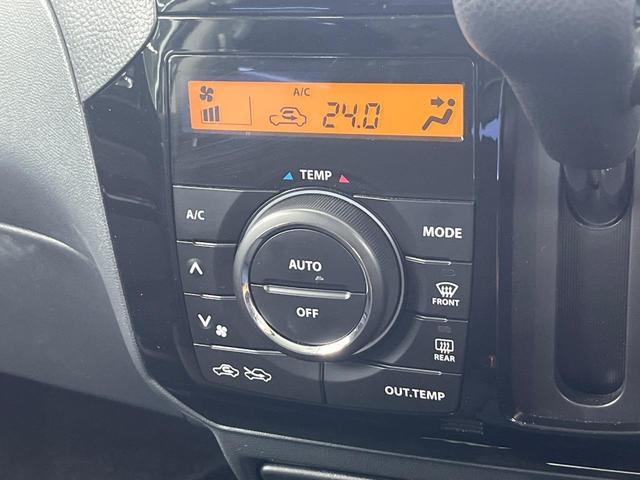 A/C
24.0
TEMP
A/C
MODE
AUTO
OFF
FRONT
REAR
OUT.TEMP